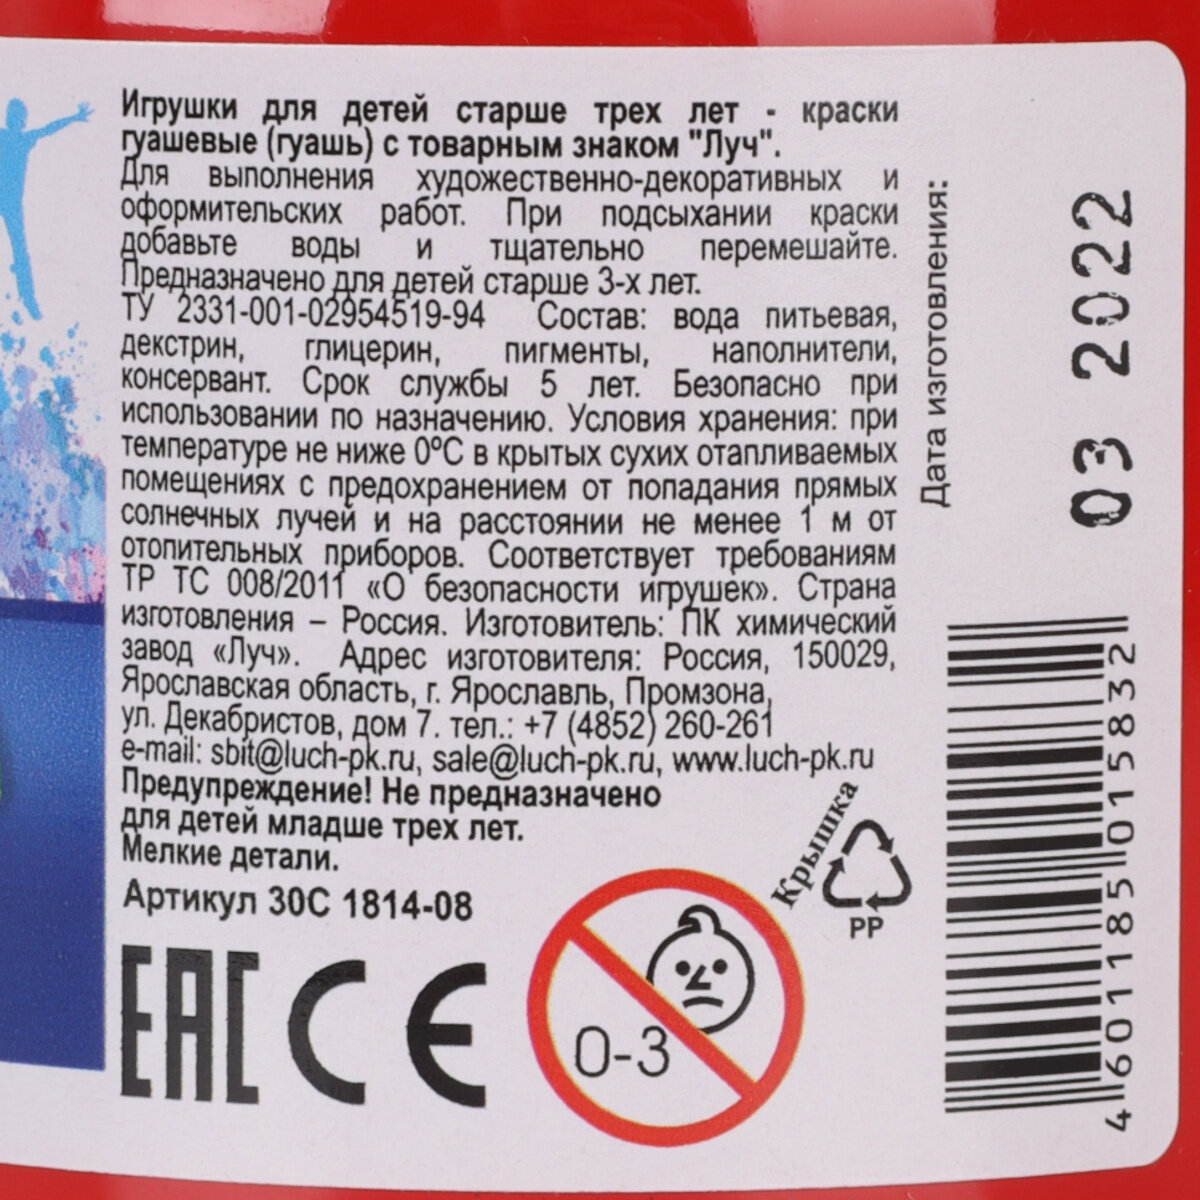 Игрушки для детей старше трех лет - краски
гуашевые (гуашь) с товарным знаком "Луч".
Для выполнения художественно-декоративных и
оформительских работ. При подсыхании краски
добавьте воды и тщательно перемешайте.
Предназначено для детей старше 3-х лет.
ТУ 2331-001-02954519-94 Состав: вода питьевая,
декстрин, глицерин, пигменты, наполнители,
консервант. Срок службы 5 лет. Безопасно при
использовании по назначению. Условия хранения: при
температуре не ниже 0ºС в крытых сухих отапливаемых
помещениях с предохранением от попадания прямых
солнечных лучей и на расстоянии не менее 1 м от
отопительных приборов. Соответствует требованиям
ТР ТС 008/2011 «О безопасности игрушек». Страна
изготовления – Россия. Изготовитель: ПК химический
завод «Луч». Адрес изготовителя: Россия, 150029,
Ярославская область, г. Ярославль, Промзона,
ул. Декабристов, дом 7. тел.: +7 (4852) 260-261
e-mail: sbit@luch-pk.ru, sale@luch-pk.ru, www.luch-pk.ru
Предупреждение! Не предназначено
для детей младше трех лет.
Мелкие детали.
Артикул 30С 1814-08
EAC CE
0-3
Крышка
PP
Дата изготовления:
03 2022
4 601185 015832